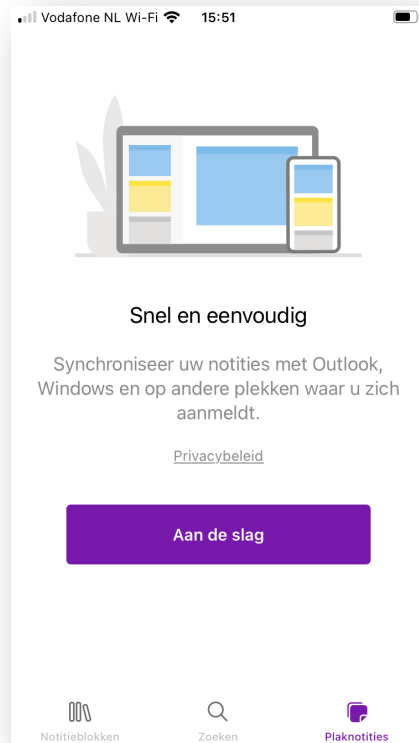 Vodafone NL Wi-Fi 15:51
Snel en eenvoudig
Synchroniseer uw notities met Outlook,
Windows en op andere plekken waar u zich
aanmeldt.
Privacybeleid
Aan de slag
Notitieblokken Zoeken Plaknotities